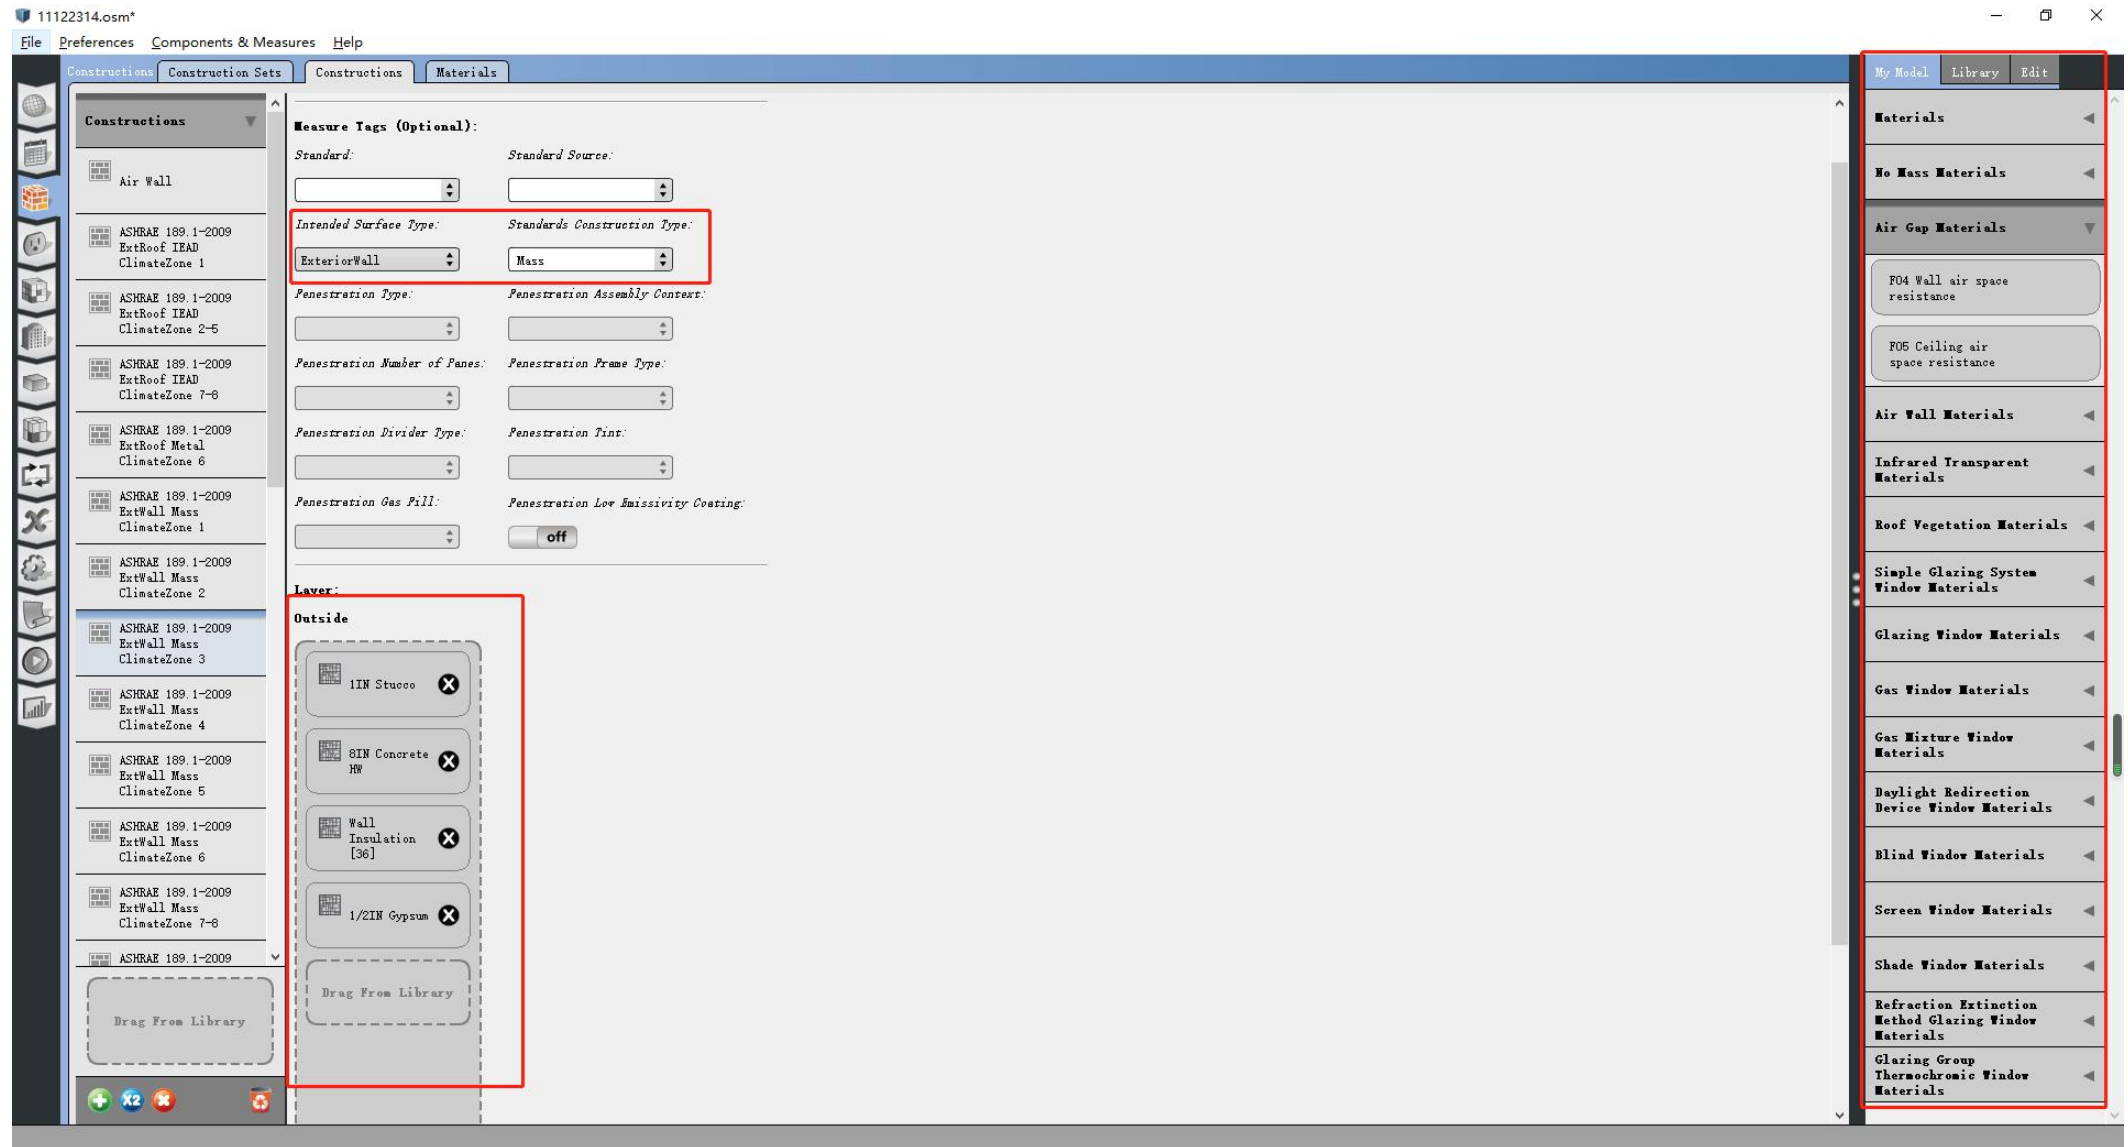 11122314.osm*
File Preferences Components & Measures Help
Constructions Construction Sets Constructions Materials
My Model Library Edit
Constructions
Air Wall
ASHRAE 189.1-2009
ExtRoof IEAD
ClimateZone 1
ASHRAE 189.1-2009
ExtRoof IEAD
ClimateZone 2-5
ASHRAE 189.1-2009
ExtRoof IEAD
ClimateZone 7-8
ASHRAE 189.1-2009
ExtRoof Metal
ClimateZone 6
ASHRAE 189.1-2009
ExtWall Mass
ClimateZone 1
ASHRAE 189.1-2009
ExtWall Mass
ClimateZone 2
ASHRAE 189.1-2009
ExtWall Mass
ClimateZone 3
ASHRAE 189.1-2009
ExtWall Mass
ClimateZone 4
ASHRAE 189.1-2009
ExtWall Mass
ClimateZone 5
ASHRAE 189.1-2009
ExtWall Mass
ClimateZone 6
ASHRAE 189.1-2009
ExtWall Mass
ClimateZone 7-8
ASHRAE 189.1-2009
Drag From Library
X2
Measure Tags (Optional):
Standard: Standard Source:
Intended Surface Type: Standards Construction Type:
ExteriorWall Mass
Fenestration Type: Fenestration Assembly Context:
Fenestration Number of Panes: Fenestration Frame Type:
Fenestration Divider Type: Fenestration Tint:
Fenestration Gas Fill: Fenestration Low Emissivity Coating:
off
Layer:
Outside
1IN Stucco
8IN Concrete
HW
Wall
Insulation
[36]
1/2IN Gypsum
Drag From Library
Materials
No Mass Materials
Air Gap Materials
F04 Wall air space
resistance
F05 Ceiling air
space resistance
Air Wall Materials
Infrared Transparent
Materials
Roof Vegetation Materials
Simple Glazing System
Window Materials
Glazing Window Materials
Gas Window Materials
Gas Mixture Window
Materials
Daylight Redirection
Device Window Materials
Blind Window Materials
Screen Window Materials
Shade Window Materials
Refraction Extinction
Method Glazing Window
Materials
Glazing Group
Thermochromic Window
Materials